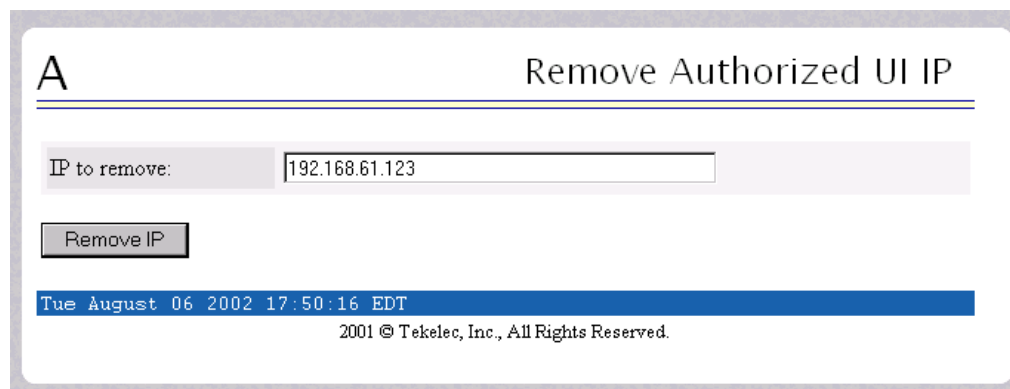 A Remove Authorized UI IP
IP to remove: 192.168.61.123
Remove IP
Tue August 06 2002 17:50:16 EDT
2001 © Tekelec, Inc., All Rights Reserved.